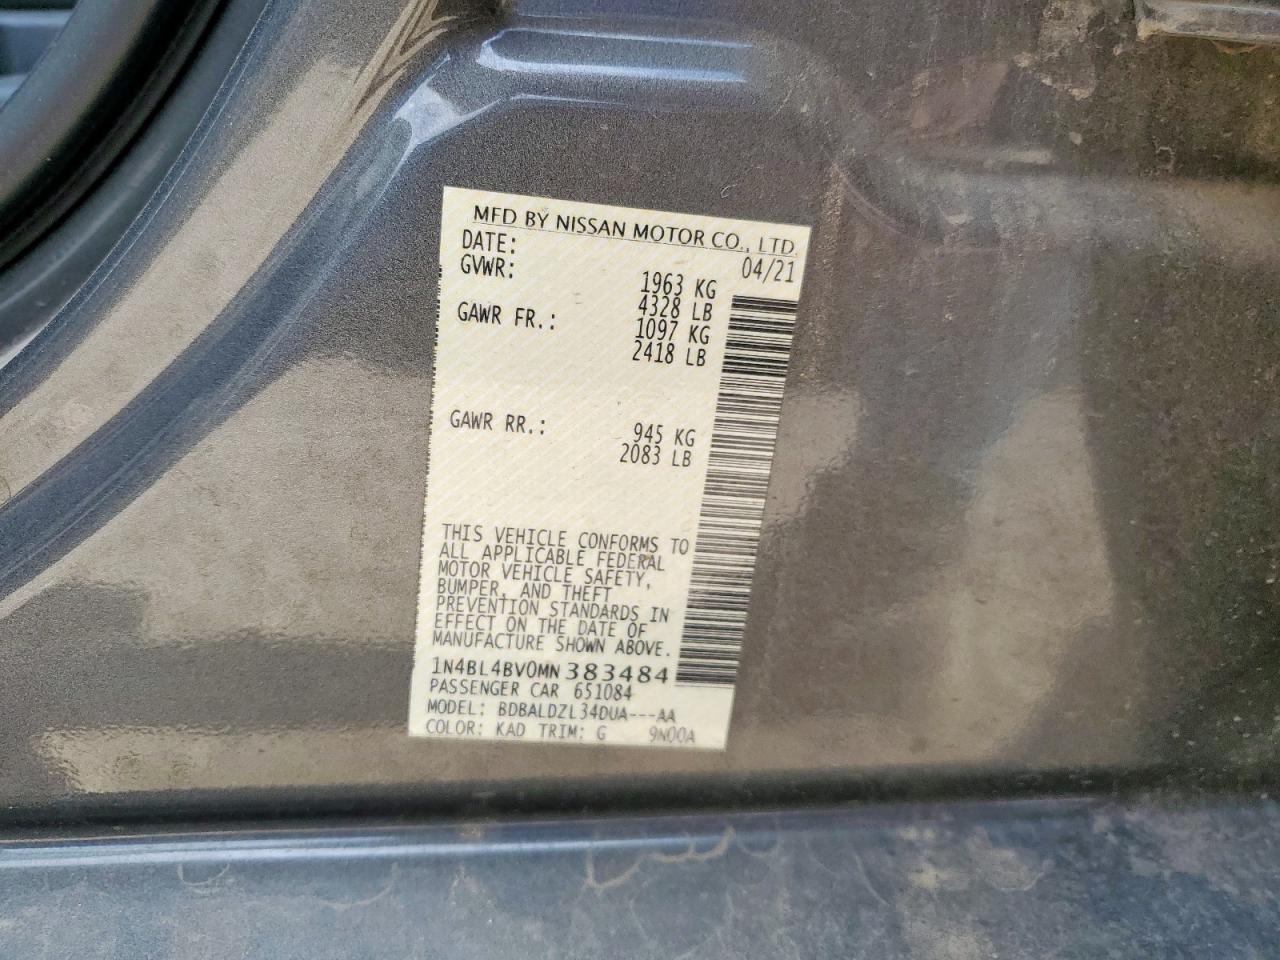 MFD BY NISSAN MOTOR CO., LTD.
DATE: 04/21
GVWR: 1963 KG
4328 LB
GAWR FR.: 1097 KG
2418 LB
GAWR RR.: 945 KG
2083 LB
THIS VEHICLE CONFORMS TO
ALL APPLICABLE FEDERAL
MOTOR VEHICLE SAFETY,
BUMPER, AND THEFT
PREVENTION STANDARDS IN
EFFECT ON THE DATE OF
MANUFACTURE SHOWN ABOVE.
1N4BL4BV0MN383484
PASSENGER CAR 651084
MODEL: BDBALDZL34DUA---AA
COLOR: KAD TRIM: G 9N00A